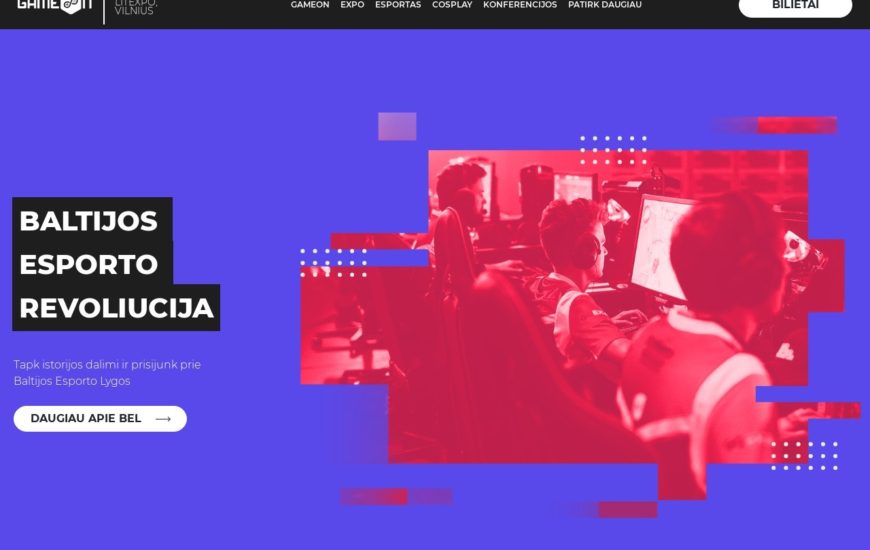 GAMEON
LITEXPO,
VILNIUS
GAMEON EXPO ESPORTAS COSPLAY KONFERENCIJOS PATIRK DAUGIAU
BILIETAI
BALTIJOS
ESPORTO
REVOLIUCIJA
Tapk istorijos dalimi ir prisijunk prie
Baltijos Esporto Lygos
DAUGIAU APIE BEL